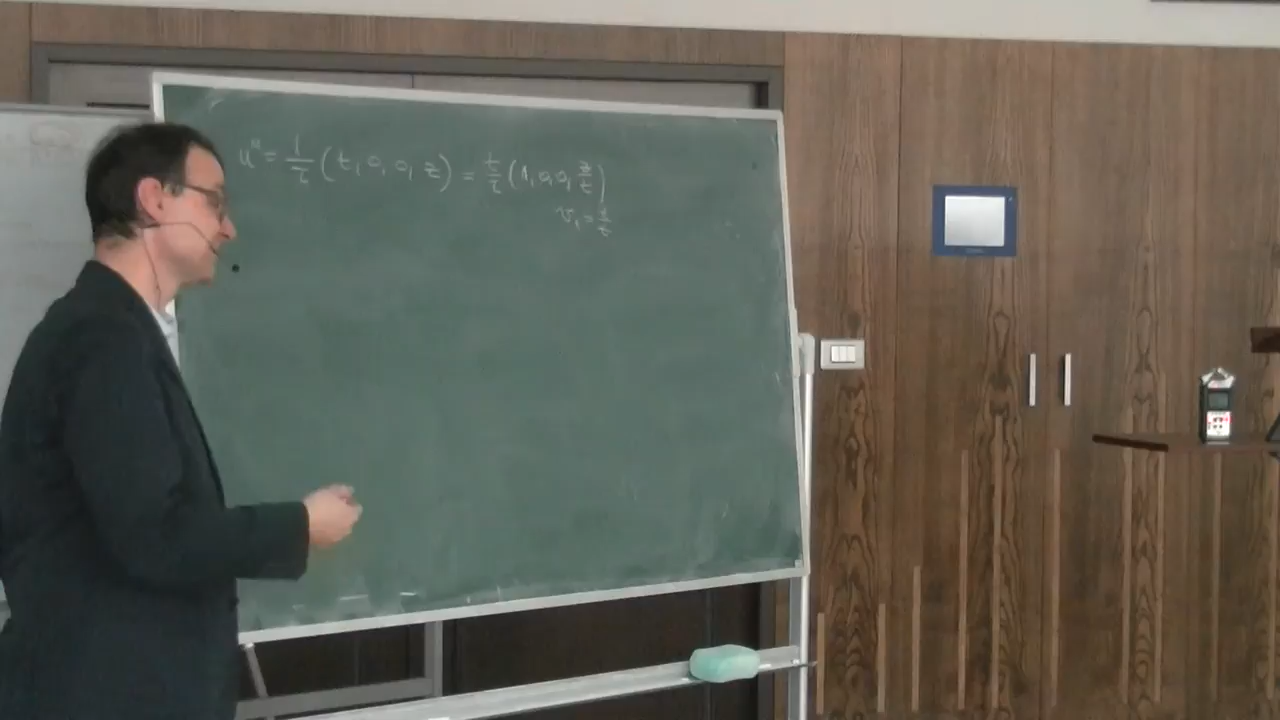 u^μ = 1/τ (t, 0, 0, z) = t/τ (1, 0, 0, z/t)
v_z = z/t